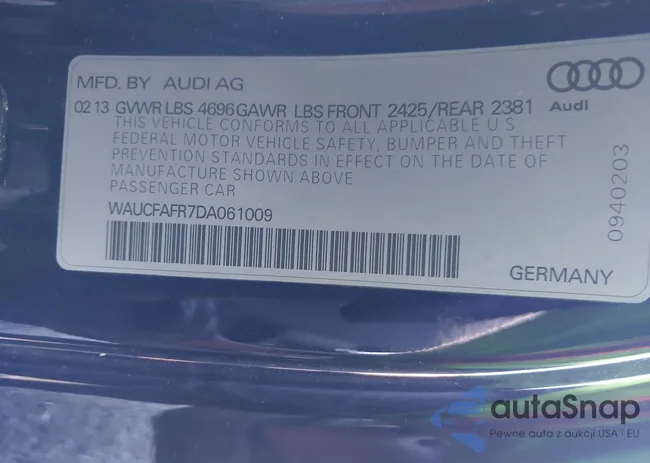 MFD. BY AUDI AG
02 13 GVWR LBS 4696 GAWR LBS FRONT 2425/REAR 2381
THIS VEHICLE CONFORMS TO ALL APPLICABLE U S
FEDERAL MOTOR VEHICLE SAFETY, BUMPER AND THEFT
PREVENTION STANDARDS IN EFFECT ON THE DATE OF
MANUFACTURE SHOWN ABOVE
PASSENGER CAR
WAUCFAFR7DA061009
Audi
0940203
GERMANY
autaSnap
Pewne auta z aukcji USA i EU